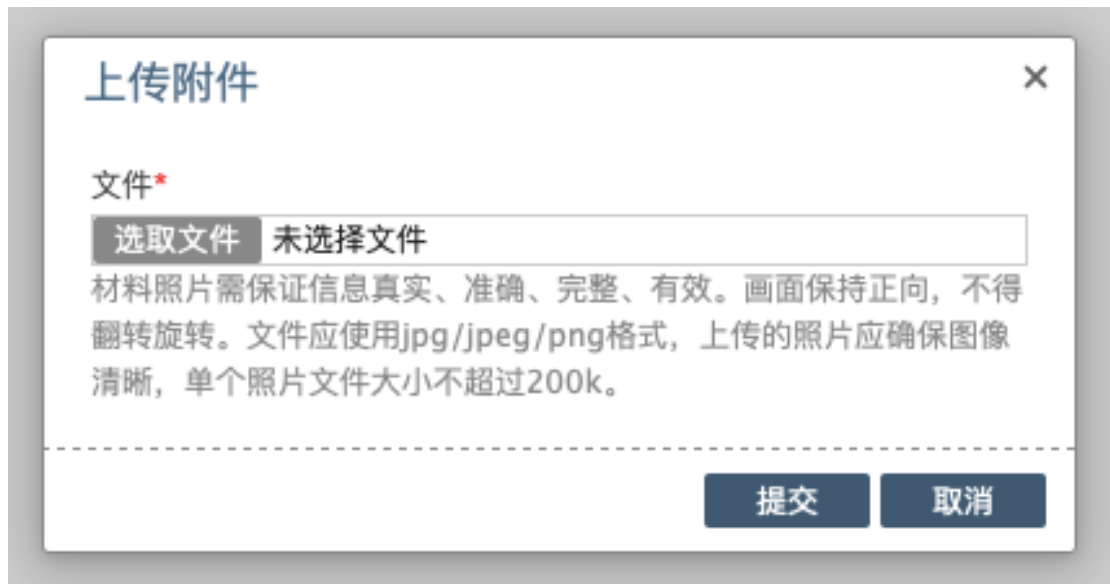 上传附件 ×
文件*
选取文件 未选择文件
材料照片需保证信息真实、准确、完整、有效。画面保持正向，不得
翻转旋转。文件应使用jpg/jpeg/png格式，上传的照片应确保图像
清晰，单个照片文件大小不超过200k。
提交 取消